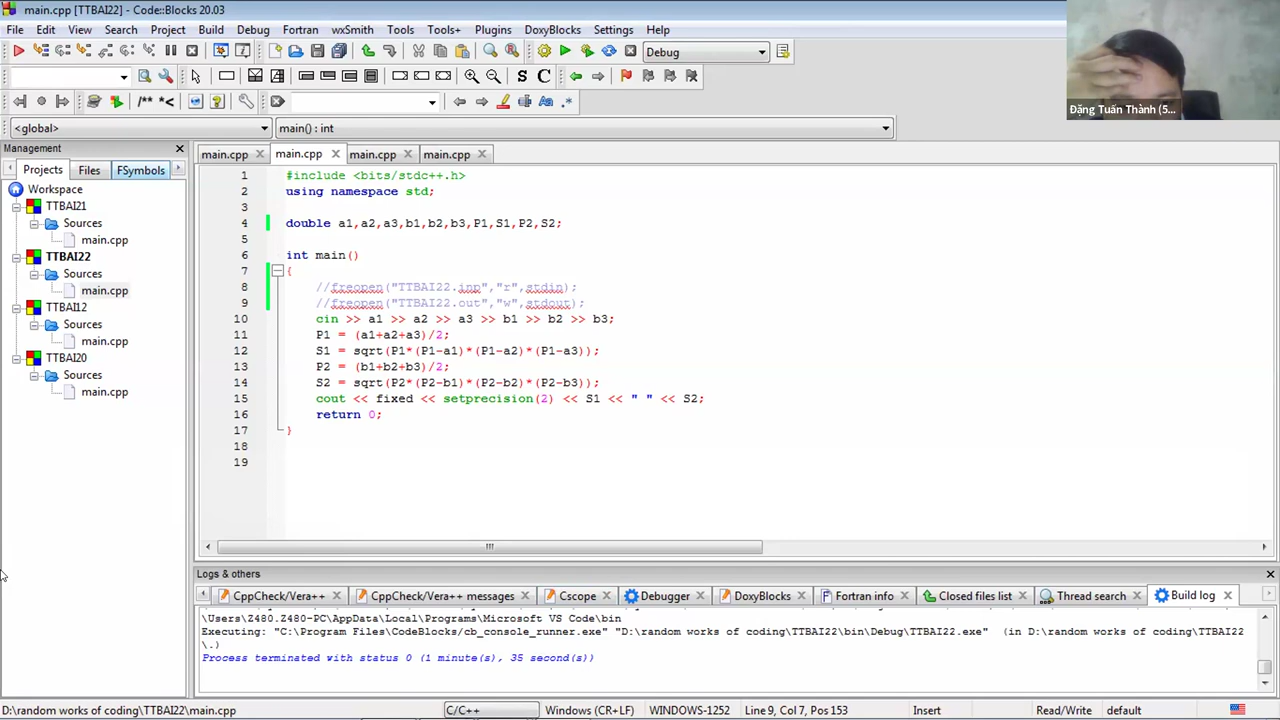 main.cpp [TTBAI22] - Code::Blocks 20.03
File Edit View Search Project Build Debug Fortran wxSmith Tools Tools+ Plugins DoxyBlocks Settings Help
Debug
S C
/** *<
Aa .*
<global> main() : int
Đặng Tuấn Thành (5...
Management
Projects Files FSymbols
Workspace
TTBAI21
Sources
main.cpp
TTBAI22
Sources
main.cpp
TTBAI12
Sources
main.cpp
TTBAI20
Sources
main.cpp
main.cpp main.cpp main.cpp main.cpp
1 #include <bits/stdc++.h>
2 using namespace std;
3
4 double a1,a2,a3,b1,b2,b3,P1,S1,P2,S2;
5
6 int main()
7 {
8 //freopen("TTBAI22.inp","r",stdin);
9 //freopen("TTBAI22.out","w",stdout);
10 cin >> a1 >> a2 >> a3 >> b1 >> b2 >> b3;
11 P1 = (a1+a2+a3)/2;
12 S1 = sqrt(P1*(P1-a1)*(P1-a2)*(P1-a3));
13 P2 = (b1+b2+b3)/2;
14 S2 = sqrt(P2*(P2-b1)*(P2-b2)*(P2-b3));
15 cout << fixed << setprecision(2) << S1 << " " << S2;
16 return 0;
17 }
18
19
Logs & others
CppCheck/Vera++ CppCheck/Vera++ messages Cscope Debugger DoxyBlocks Fortran info Closed files list Search results Build log
\Users\Z480.Z480-PC\AppData\Local\Programs\Microsoft VS Code\bin
Executing: "C:\Program Files\CodeBlocks/cb_console_runner.exe" "D:\random works of coding\TTBAI22\bin\Debug\TTBAI22.exe" (in D:\random works of coding\TTBAI22
\.)
Process terminated with status 0 (1 minute(s), 35 second(s))
D:\random works of coding\TTBAI22\main.cpp C/C++ Windows (CR+LF) WINDOWS-1252 Line 9, Col 7, Pos 153 Insert Read/Write default